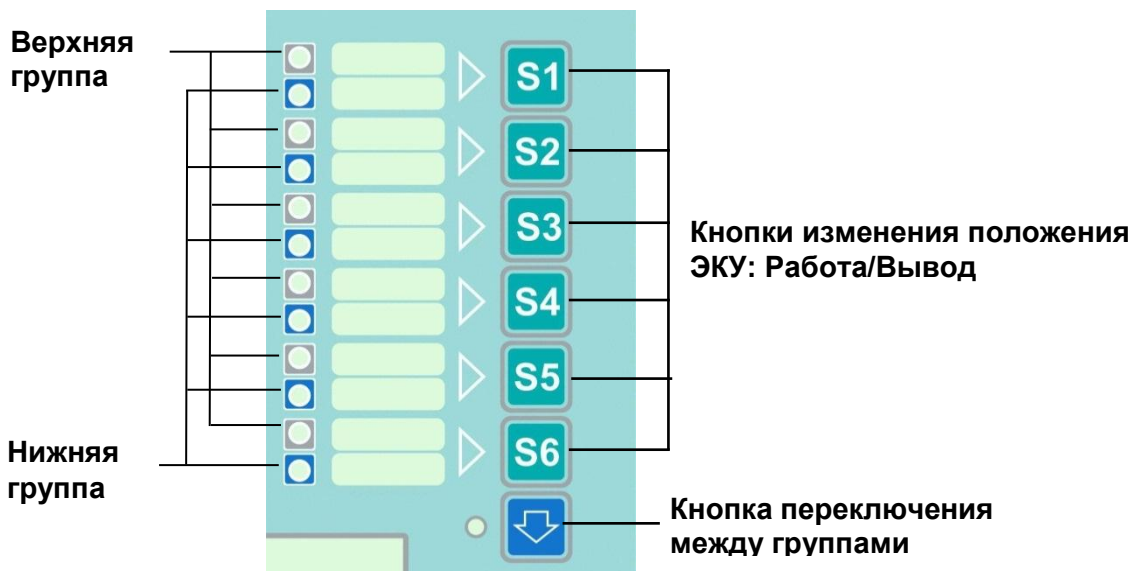 Верхняя
группа
S1
S2
S3
Кнопки изменения положения
ЭКУ: Работа/Вывод
S4
S5
S6
Нижняя
группа
Кнопка переключения
между группами